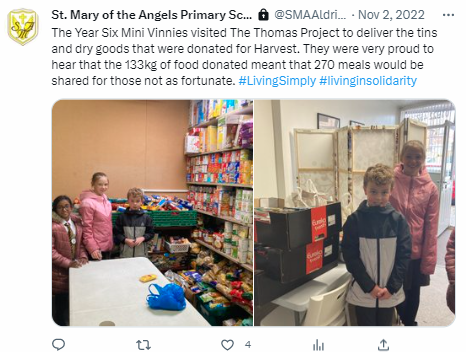 St. Mary of the Angels Primary Sc... @SMAAldri... · Nov 2, 2022
The Year Six Mini Vinnies visited The Thomas Project to deliver the tins
and dry goods that were donated for Harvest. They were very proud to
hear that the 133kg of food donated meant that 270 meals would be
shared for those not as fortunate. #LivingSimply #livinginsolidarity
4